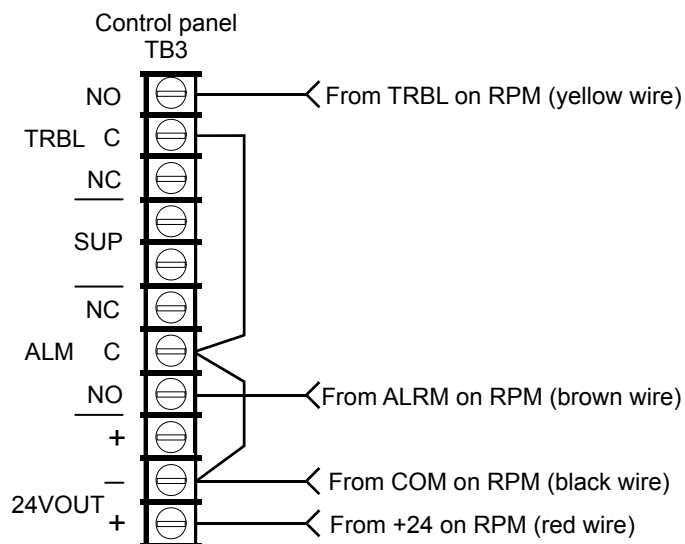 Control panel
TB3
NO From TRBL on RPM (yellow wire)
TRBL C
NC
SUP
NC
ALM C
NO From ALRM on RPM (brown wire)
+
– From COM on RPM (black wire)
24VOUT
+ From +24 on RPM (red wire)